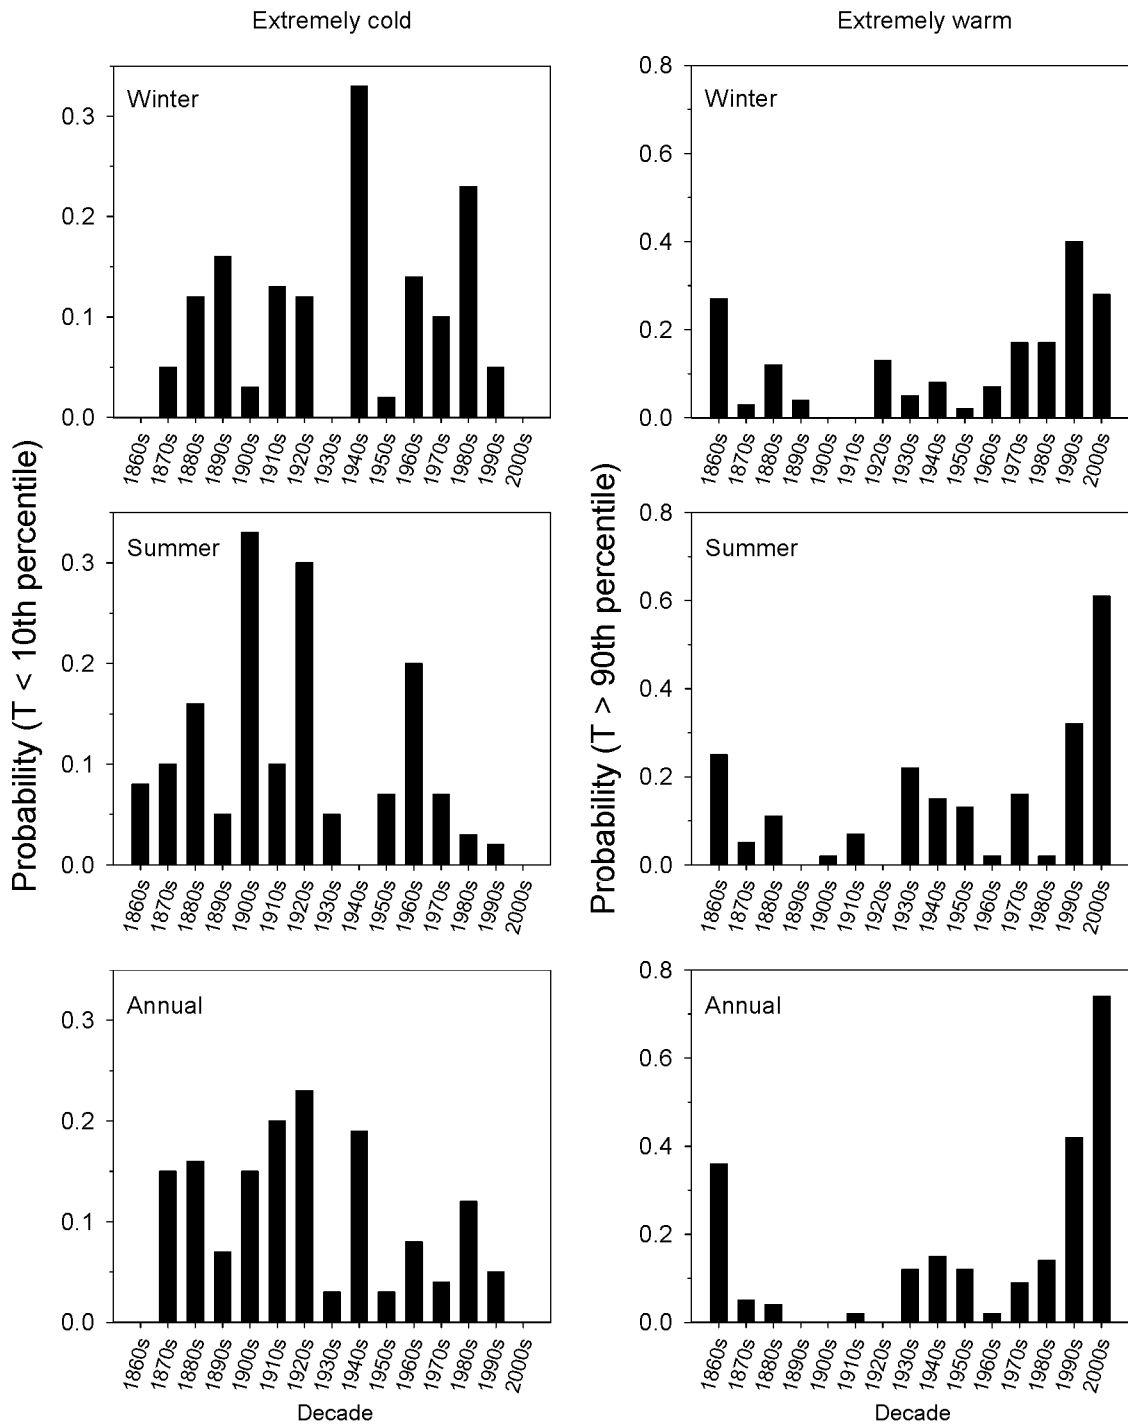 Extremely cold
Extremely warm
Probability (T < 10th percentile)
Winter
0.3
0.2
0.1
0.0
1860s 1870s 1880s 1890s 1900s 1910s 1920s 1930s 1940s 1950s 1960s 1970s 1980s 1990s 2000s
Summer
0.3
0.2
0.1
0.0
1860s 1870s 1880s 1890s 1900s 1910s 1920s 1930s 1940s 1950s 1960s 1970s 1980s 1990s 2000s
Annual
0.3
0.2
0.1
0.0
1860s 1870s 1880s 1890s 1900s 1910s 1920s 1930s 1940s 1950s 1960s 1970s 1980s 1990s 2000s
Decade
Probability (T > 90th percentile)
0.8
Winter
0.6
0.4
0.2
0.0
1860s 1870s 1880s 1890s 1900s 1910s 1920s 1930s 1940s 1950s 1960s 1970s 1980s 1990s 2000s
0.8
Summer
0.6
0.4
0.2
0.0
1860s 1870s 1880s 1890s 1900s 1910s 1920s 1930s 1940s 1950s 1960s 1970s 1980s 1990s 2000s
0.8
Annual
0.6
0.4
0.2
0.0
1860s 1870s 1880s 1890s 1900s 1910s 1920s 1930s 1940s 1950s 1960s 1970s 1980s 1990s 2000s
Decade